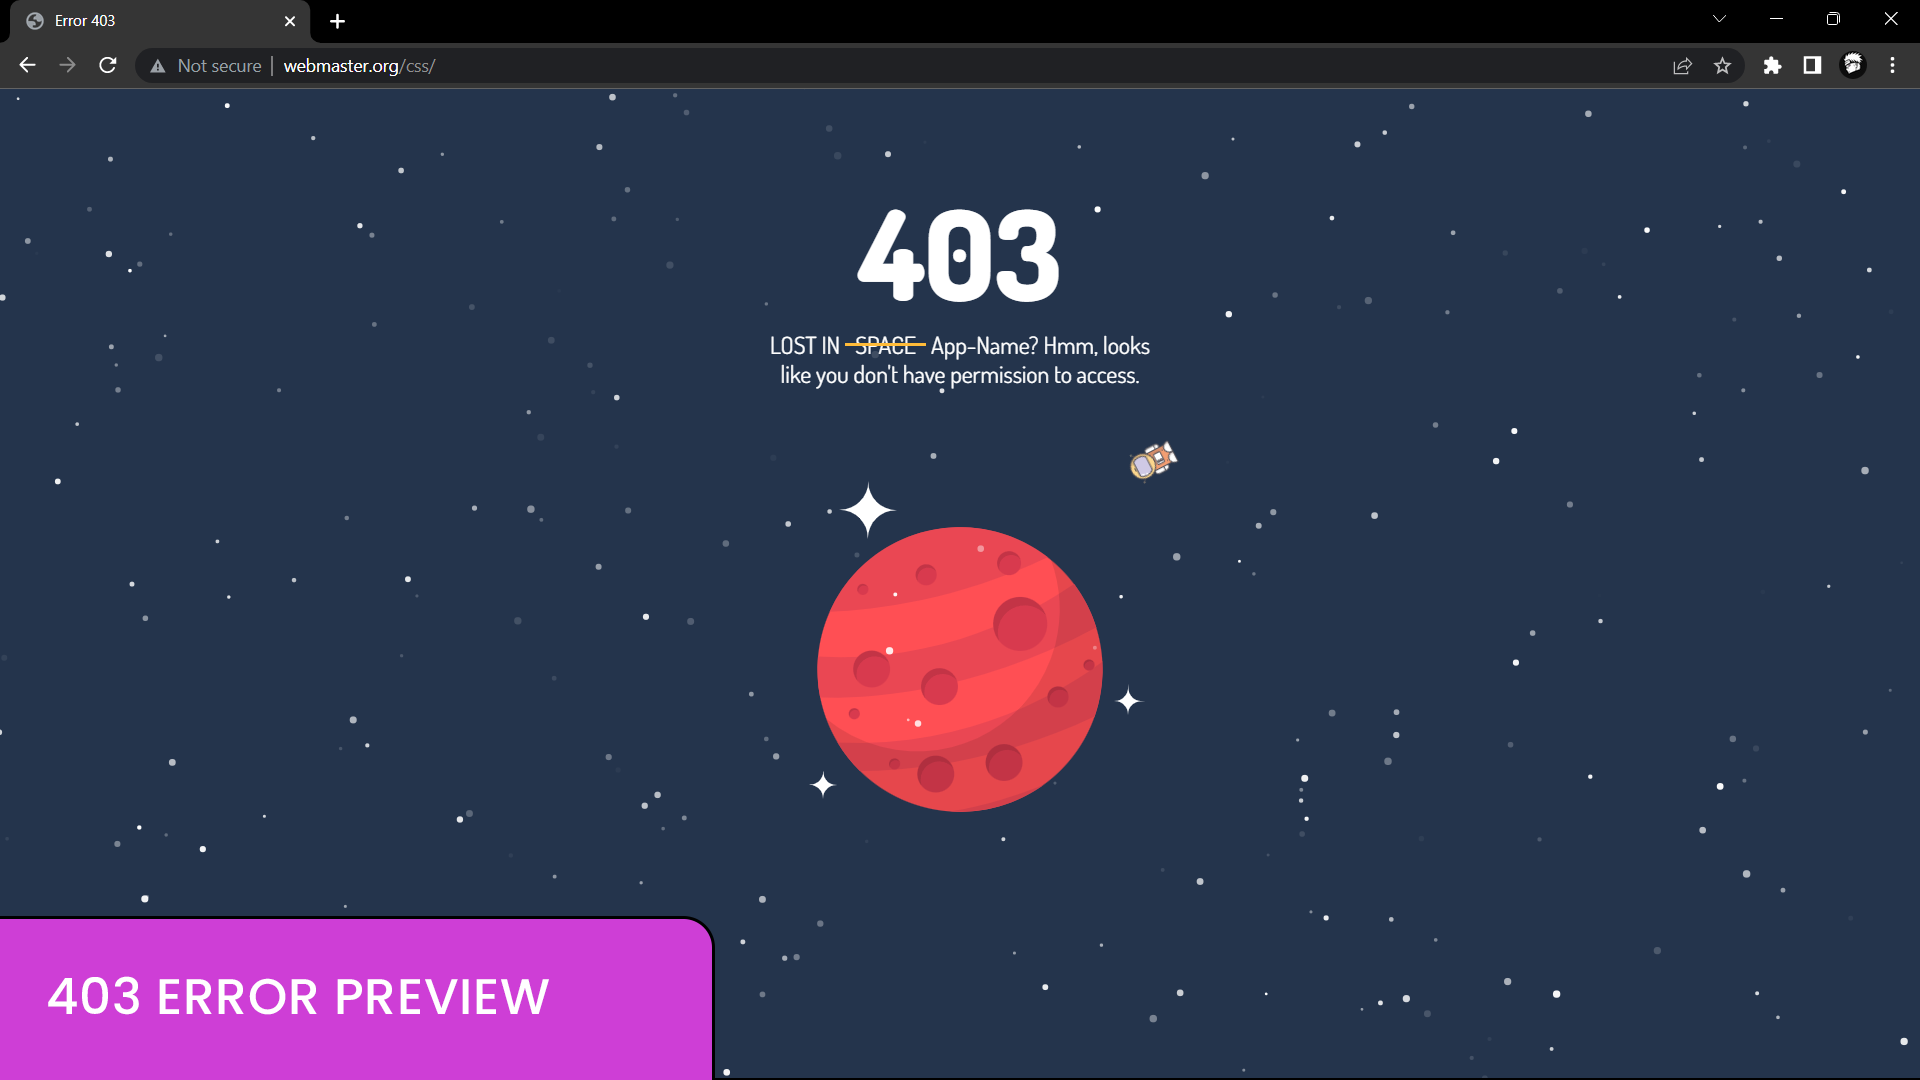 Error 403
Not secure webmaster.org/css/
403
LOST IN SPACE App-Name? Hmm, looks
like you don't have permission to access.
403 ERROR PREVIEW